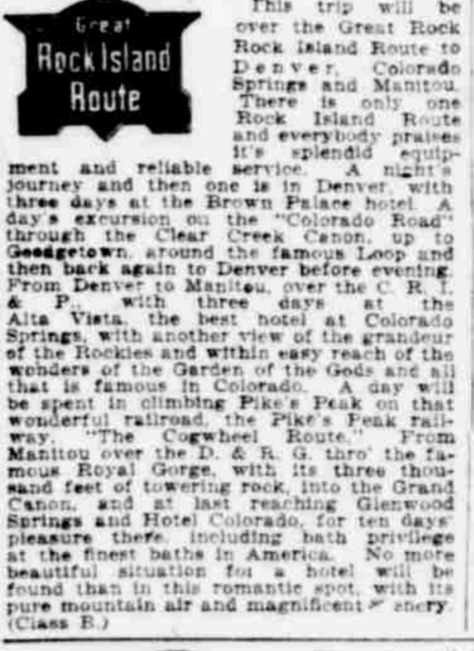 Great
Rock Island
Route
This trip will be
over the Great Rock
Rock Island Route to
Denver, Colorado
Springs and Manitou.
There is only one
Rock Island Route
and everybody praises
it's splendid equip-
ment and reliable service. A night's
journey and then one is in Denver, with
three days at the Brown Palace hotel. A
day's excursion on the "Colorado Road"
through the Clear Creek Canon, up to
Geodgetown, around the famous Loop and
then back again to Denver before evening.
From Denver to Manitou, over the C. R. I.
& P., with three days at the
Alta Vista, the best hotel at Colorado
Springs, with another view of the grandeur
of the Rockies and within easy reach of the
wonders of the Garden of the Gods and all
that is famous in Colorado. A day will
be spent in climbing Pike's Peak on that
wonderful railroad, the Pike's Peak rail-
way. "The Cogwheel Route." From
Manitou over the D. & R. G. thro' the fa-
mous Royal Gorge, with its three thou-
sand feet of towering rock, into the Grand
Canon, and at last reaching Glenwood
Springs and Hotel Colorado, for ten days'
pleasure there, including bath privilege
at the finest baths in America. No more
beautiful situation for a hotel will be
found than in this romantic spot, with its
pure mountain air and magnificent
(Class B.)